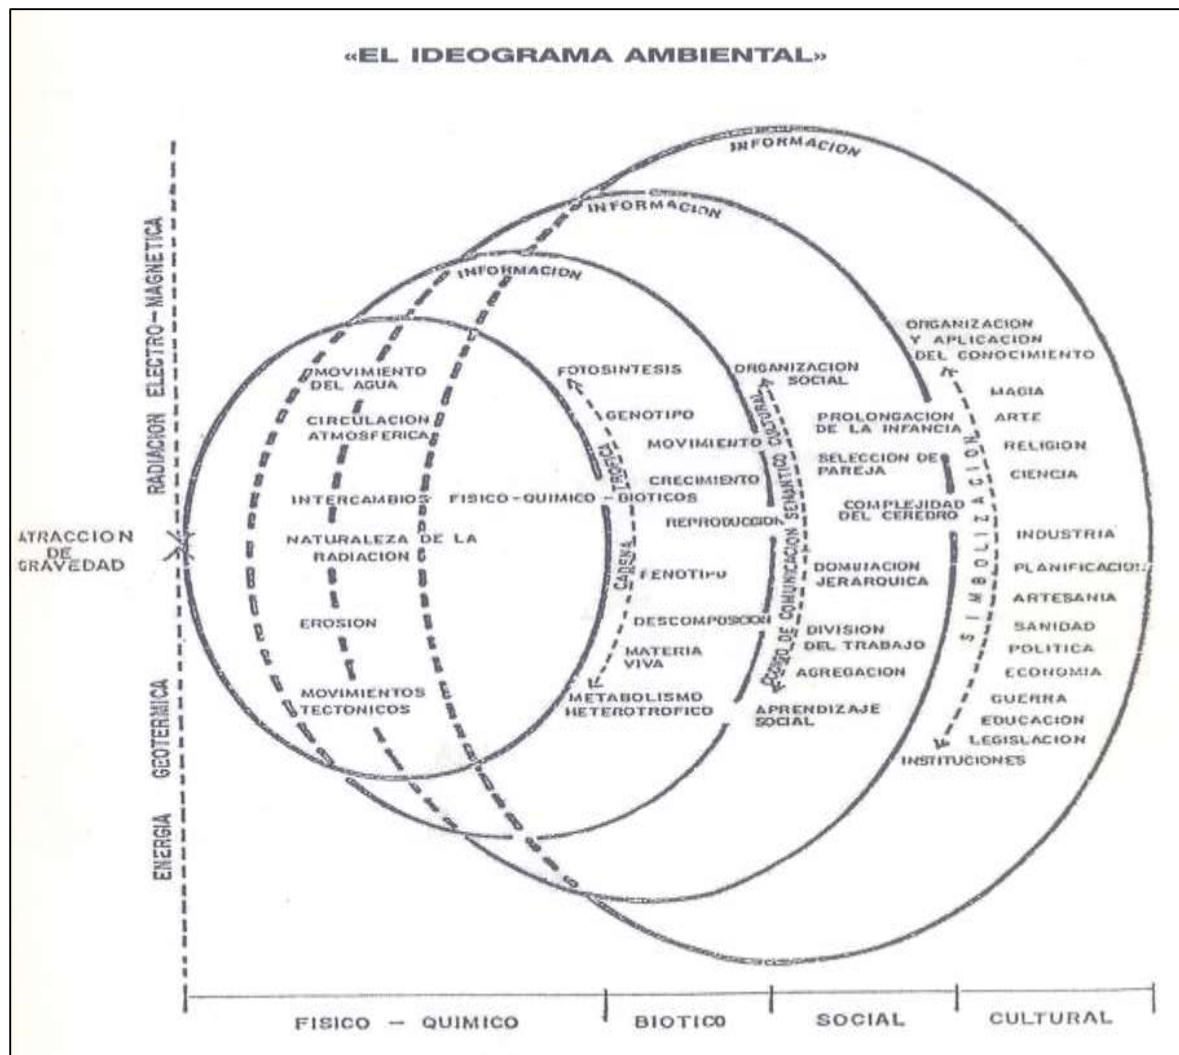 «EL IDEOGRAMA AMBIENTAL»
INFORMACION
INFORMACION
INFORMACION
RADIACION ELECTRO-MAGNETICA
ATRACCION
DE
GRAVEDAD
ENERGIA GEOTERMICA
MOVIMIENTO
DEL AGUA
CIRCULACION
ATMOSFERICA
INTERCAMBIOS FISICO-QUIMICO-BIOTICOS
NATURALEZA DE LA
RADIACION
EROSION
MOVIMIENTOS
TECTONICOS
FOTOSINTESIS
GENOTIPO
MOVIMIENTO
CRECIMIENTO
REPRODUCCION
FENOTIPO
DESCOMPOSICION
MATERIA
VIVA
METABOLISMO
HETEROTROFICO
CADENA TROFICA
ORGANIZACION
SOCIAL
PROLONGACION
DE LA INFANCIA
SELECCION DE
PAREJA
COMPLEJIDAD
DEL CEREBRO
DOMINACION
JERARQUICA
DIVISION
DEL TRABAJO
AGREGACION
APRENDIZAJE
SOCIAL
CODIGO DE COMUNICACION SEMANTICO CULTURAL
ORGANIZACION
Y APLICACION
DEL CONOCIMIENTO
MAGIA
ARTE
RELIGION
CIENCIA
INDUSTRIA
PLANIFICACION
ARTESANIA
SANIDAD
POLITICA
ECONOMIA
GUERRA
EDUCACION
LEGISLACION
INSTITUCIONES
SIMBOLIZACION
FISICO - QUIMICO
BIOTICO
SOCIAL
CULTURAL